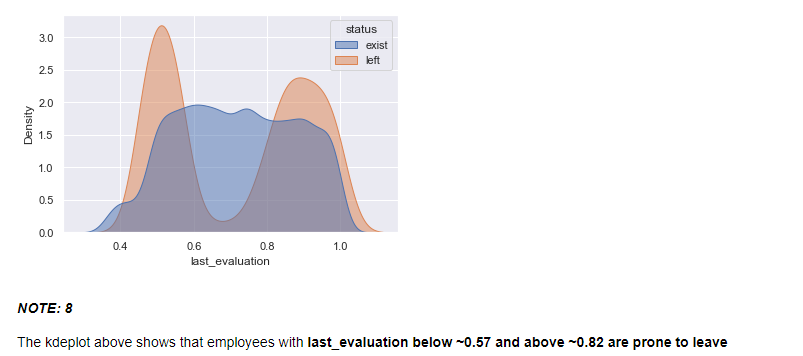 status
exist
left
3.0
2.5
2.0
1.5
1.0
0.5
0.0
Density
0.4 0.6 0.8 1.0
last_evaluation
NOTE: 8
The kdeplot above shows that employees with last_evaluation below ~0.57 and above ~0.82 are prone to leave